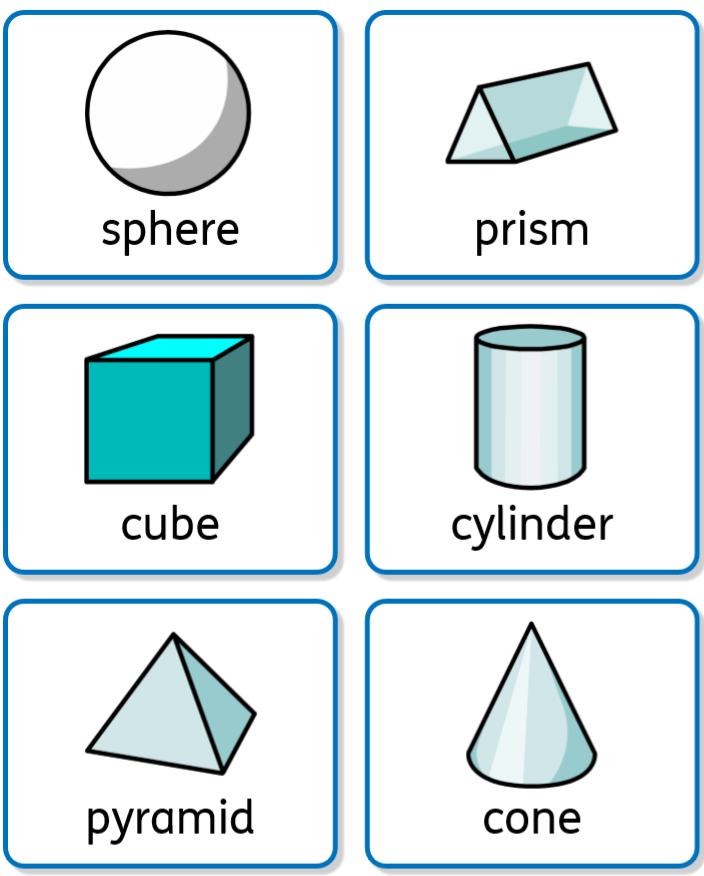 sphere
prism
cube
cylinder
pyramid
cone